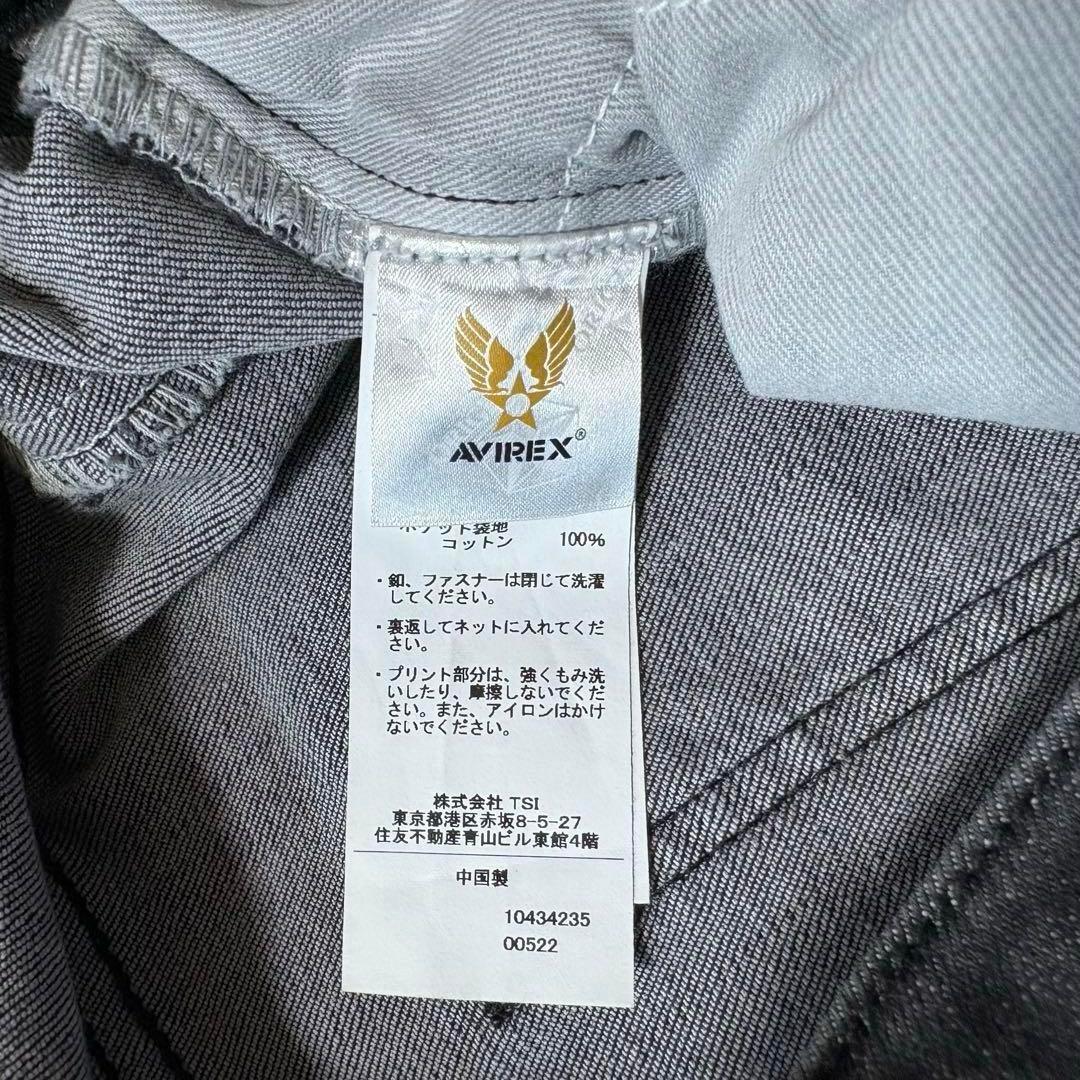 AVIREX®
ポケット袋地
コットン 100%
・釦、ファスナーは閉じて洗濯
してください。
・裏返してネットに入れてくだ
さい。
・プリント部分は、強くもみ洗
いしたり、摩擦しないでくだ
さい。また、アイロンはかけ
ないでください。
株式会社 TSI
東京都港区赤坂8-5-27
住友不動産青山ビル東館4階
中国製
10434235
00522